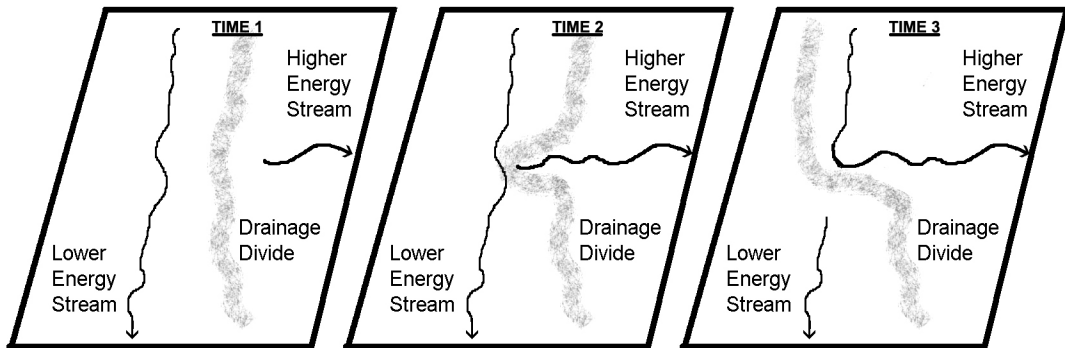 TIME 1
Higher
Energy
Stream
Drainage
Divide
Lower
Energy
Stream
TIME 2
Higher
Energy
Stream
Drainage
Divide
Lower
Energy
Stream
TIME 3
Higher
Energy
Stream
Drainage
Divide
Lower
Energy
Stream